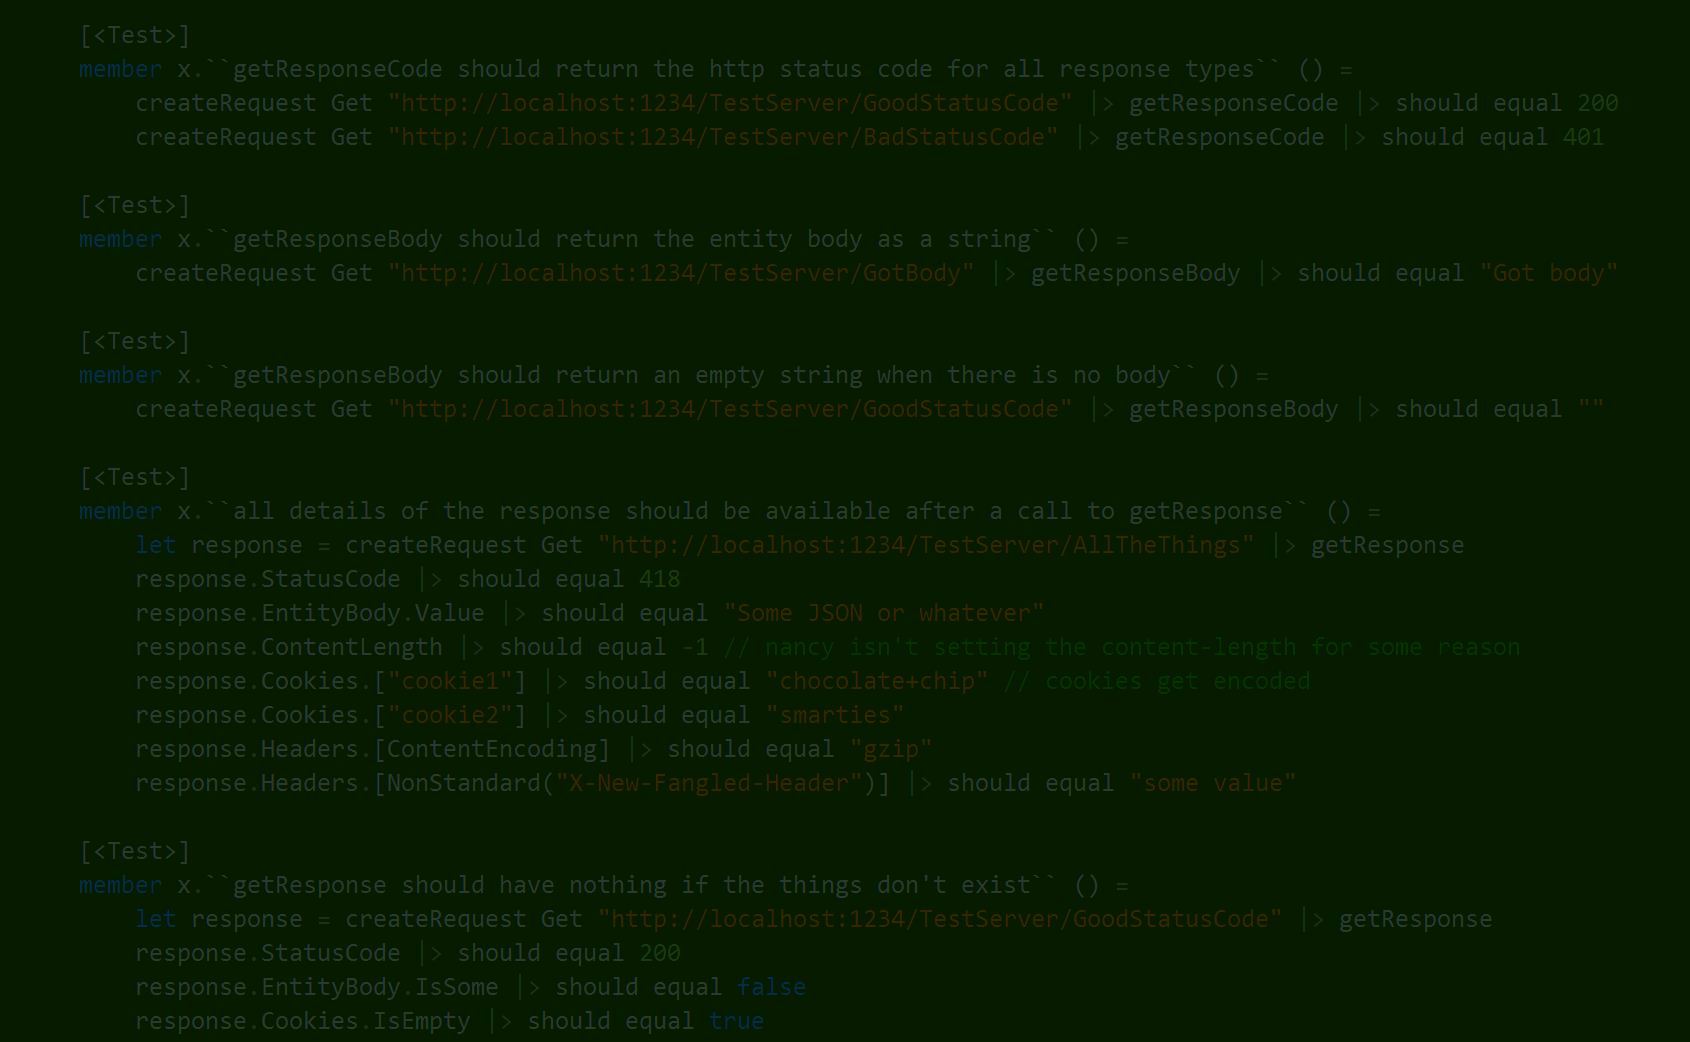 [<Test>]
member x.``getResponseCode should return the http status code for all response types`` () =
    createRequest Get "http://localhost:1234/TestServer/GoodStatusCode" |> getResponseCode |> should equal 200
    createRequest Get "http://localhost:1234/TestServer/BadStatusCode" |> getResponseCode |> should equal 401

[<Test>]
member x.``getResponseBody should return the entity body as a string`` () =
    createRequest Get "http://localhost:1234/TestServer/GotBody" |> getResponseBody |> should equal "Got body"

[<Test>]
member x.``getResponseBody should return an empty string when there is no body`` () =
    createRequest Get "http://localhost:1234/TestServer/GoodStatusCode" |> getResponseBody |> should equal ""

[<Test>]
member x.``all details of the response should be available after a call to getResponse`` () =
    let response = createRequest Get "http://localhost:1234/TestServer/AllTheThings" |> getResponse
    response.StatusCode |> should equal 418
    response.EntityBody.Value |> should equal "Some JSON or whatever"
    response.ContentLength |> should equal -1 // nancy isn't setting the content-length for some reason
    response.Cookies.["cookie1"] |> should equal "chocolate+chip" // cookies get encoded
    response.Cookies.["cookie2"] |> should equal "smarties"
    response.Headers.[ContentEncoding] |> should equal "gzip"
    response.Headers.[NonStandard("X-New-Fangled-Header")] |> should equal "some value"

[<Test>]
member x.``getResponse should have nothing if the things don't exist`` () =
    let response = createRequest Get "http://localhost:1234/TestServer/GoodStatusCode" |> getResponse
    response.StatusCode |> should equal 200
    response.EntityBody.IsSome |> should equal false
    response.Cookies.IsEmpty |> should equal true